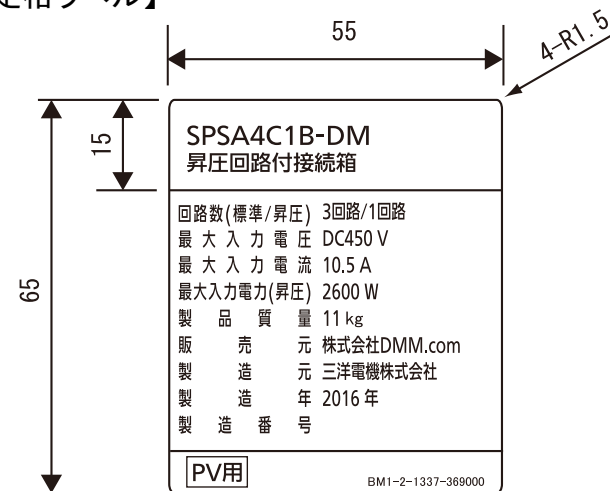 55
4-R1.5
15
65
SPSA4C1B-DM
昇圧回路付接続箱
回路数(標準/昇圧) 3回路/1回路
最大入力電圧 DC450 V
最大入力電流 10.5 A
最大入力電力(昇圧) 2600 W
製品質量 11 kg
販売元 株式会社DMM.com
製造元 三洋電機株式会社
製造年 2016 年
製造番号
PV用
BM1-2-1337-369000